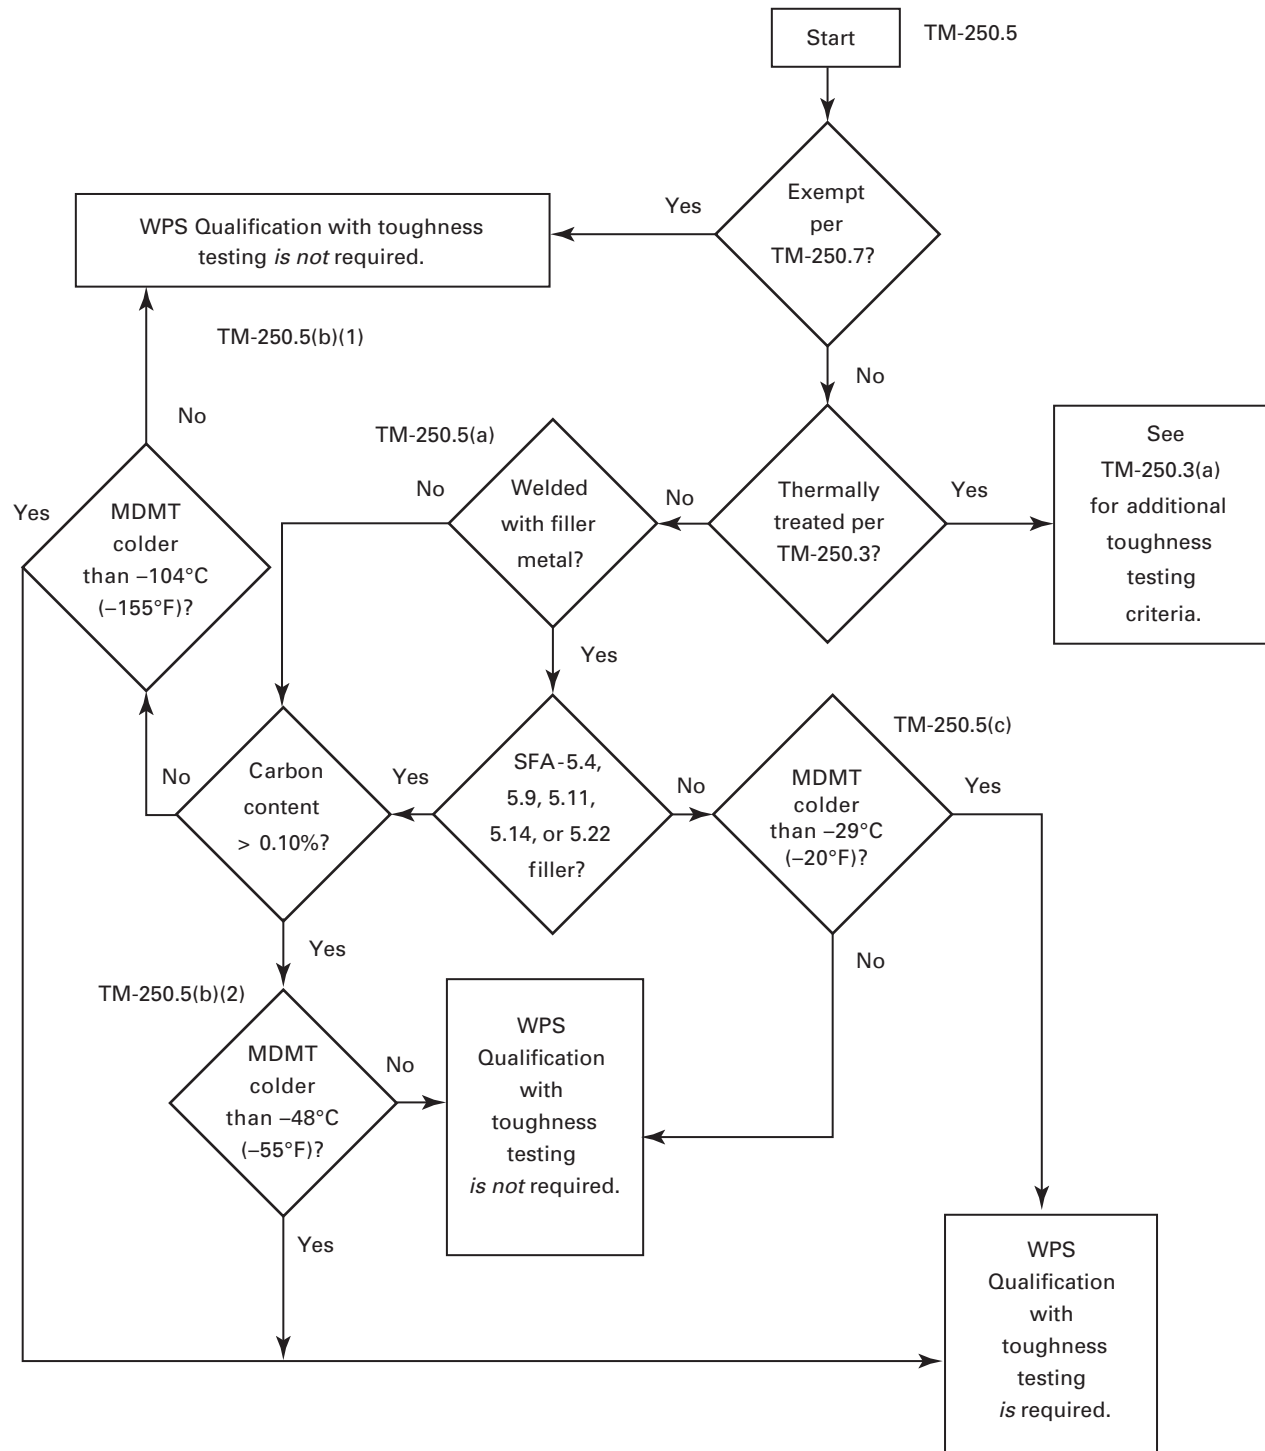 Start
TM-250.5
Exempt
per
TM-250.7?
Yes
WPS Qualification with toughness
testing is not required.
TM-250.5(b)(1)
No
No
TM-250.5(a)
See
TM-250.3(a)
for additional
toughness
testing
criteria.
Thermally
treated per
TM-250.3?
Yes
No
Welded
with filler
metal?
No
Yes
MDMT
colder
than –104°C
(–155°F)?
Yes
TM-250.5(c)
SFA-5.4,
5.9, 5.11,
5.14, or 5.22
filler?
Yes
No
Carbon
content
> 0.10%?
No
MDMT
colder
than –29°C
(–20°F)?
Yes
Yes
No
TM-250.5(b)(2)
MDMT
colder
than –48°C
(–55°F)?
No
WPS
Qualification
with
toughness
testing
is not required.
Yes
WPS
Qualification
with
toughness
testing
is required.